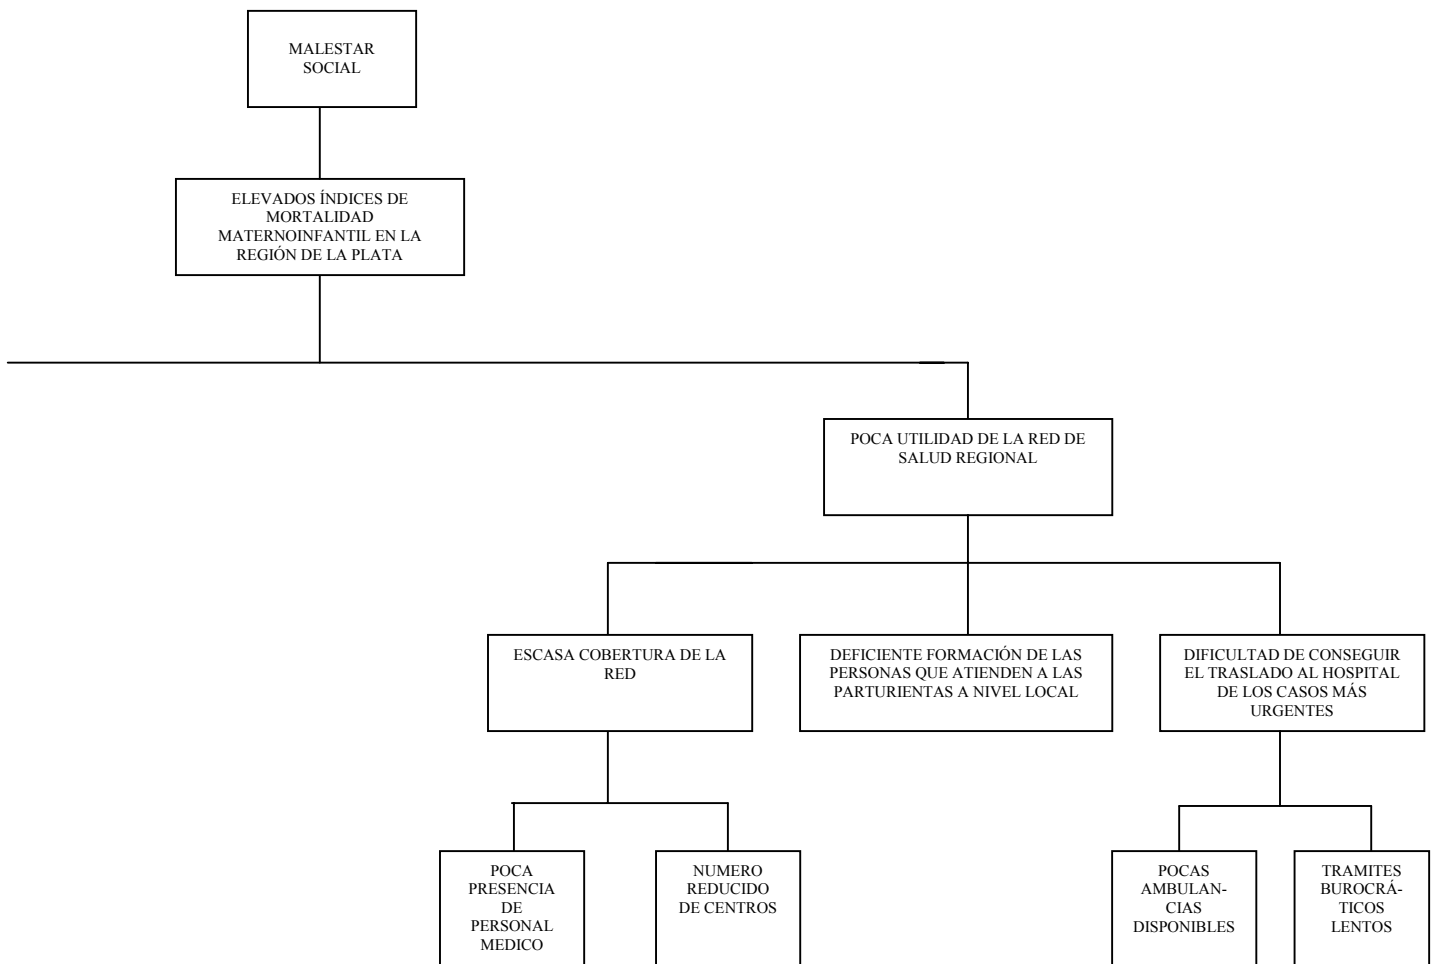 MALESTAR
SOCIAL
ELEVADOS ÍNDICES DE
MORTALIDAD
MATERNOINFANTIL EN LA
REGIÓN DE LA PLATA
POCA UTILIDAD DE LA RED DE
SALUD REGIONAL
ESCASA COBERTURA DE LA
RED
DEFICIENTE FORMACIÓN DE LAS
PERSONAS QUE ATIENDEN A LAS
PARTURIENTAS A NIVEL LOCAL
DIFICULTAD DE CONSEGUIR
EL TRASLADO AL HOSPITAL
DE LOS CASOS MÁS
URGENTES
POCA
PRESENCIA
DE
PERSONAL
MEDICO
NUMERO
REDUCIDO
DE CENTROS
POCAS
AMBULAN-
CIAS
DISPONIBLES
TRAMITES
BUROCRÁ-
TICOS
LENTOS